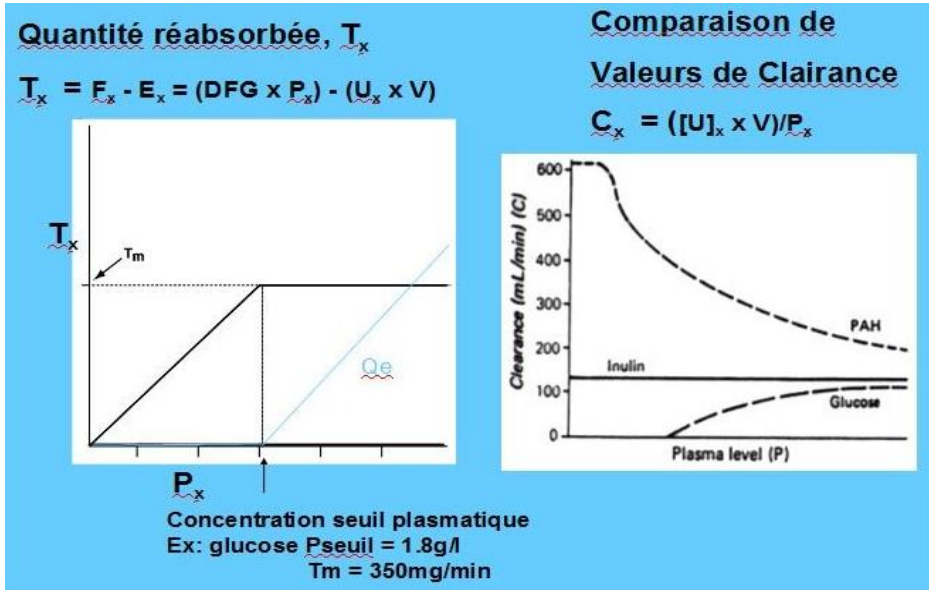 Quantité réabsorbée, Tx
Tx = Fx - Ex = (DFG x Px) - (Ux x V)
Tx
Tm
Qe
Px
Concentration seuil plasmatique
Ex: glucose Pseuil = 1.8g/l
Tm = 350mg/min
Comparaison de
Valeurs de Clairance
Cx = ([U]x x V)/Px
Clearance (mL/min) (C)
600
500
400
300
200
100
0
PAH
Inulin
Glucose
Plasma level (P)